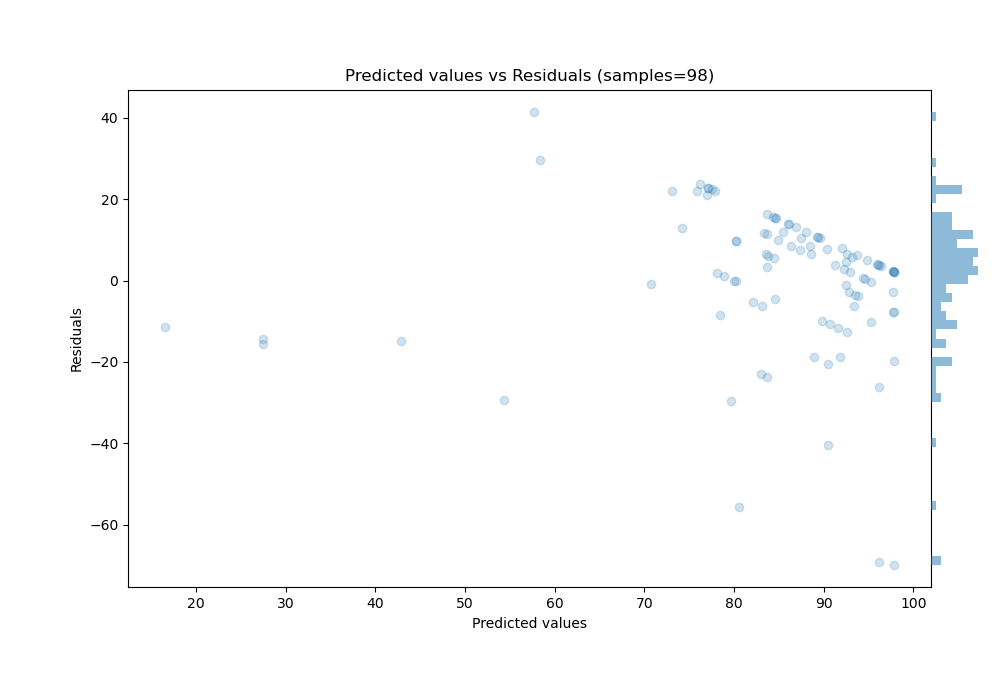 Predicted values vs Residuals (samples=98)
40
20
0
−20
−40
−60
Residuals
20 30 40 50 60 70 80 90 100
Predicted values